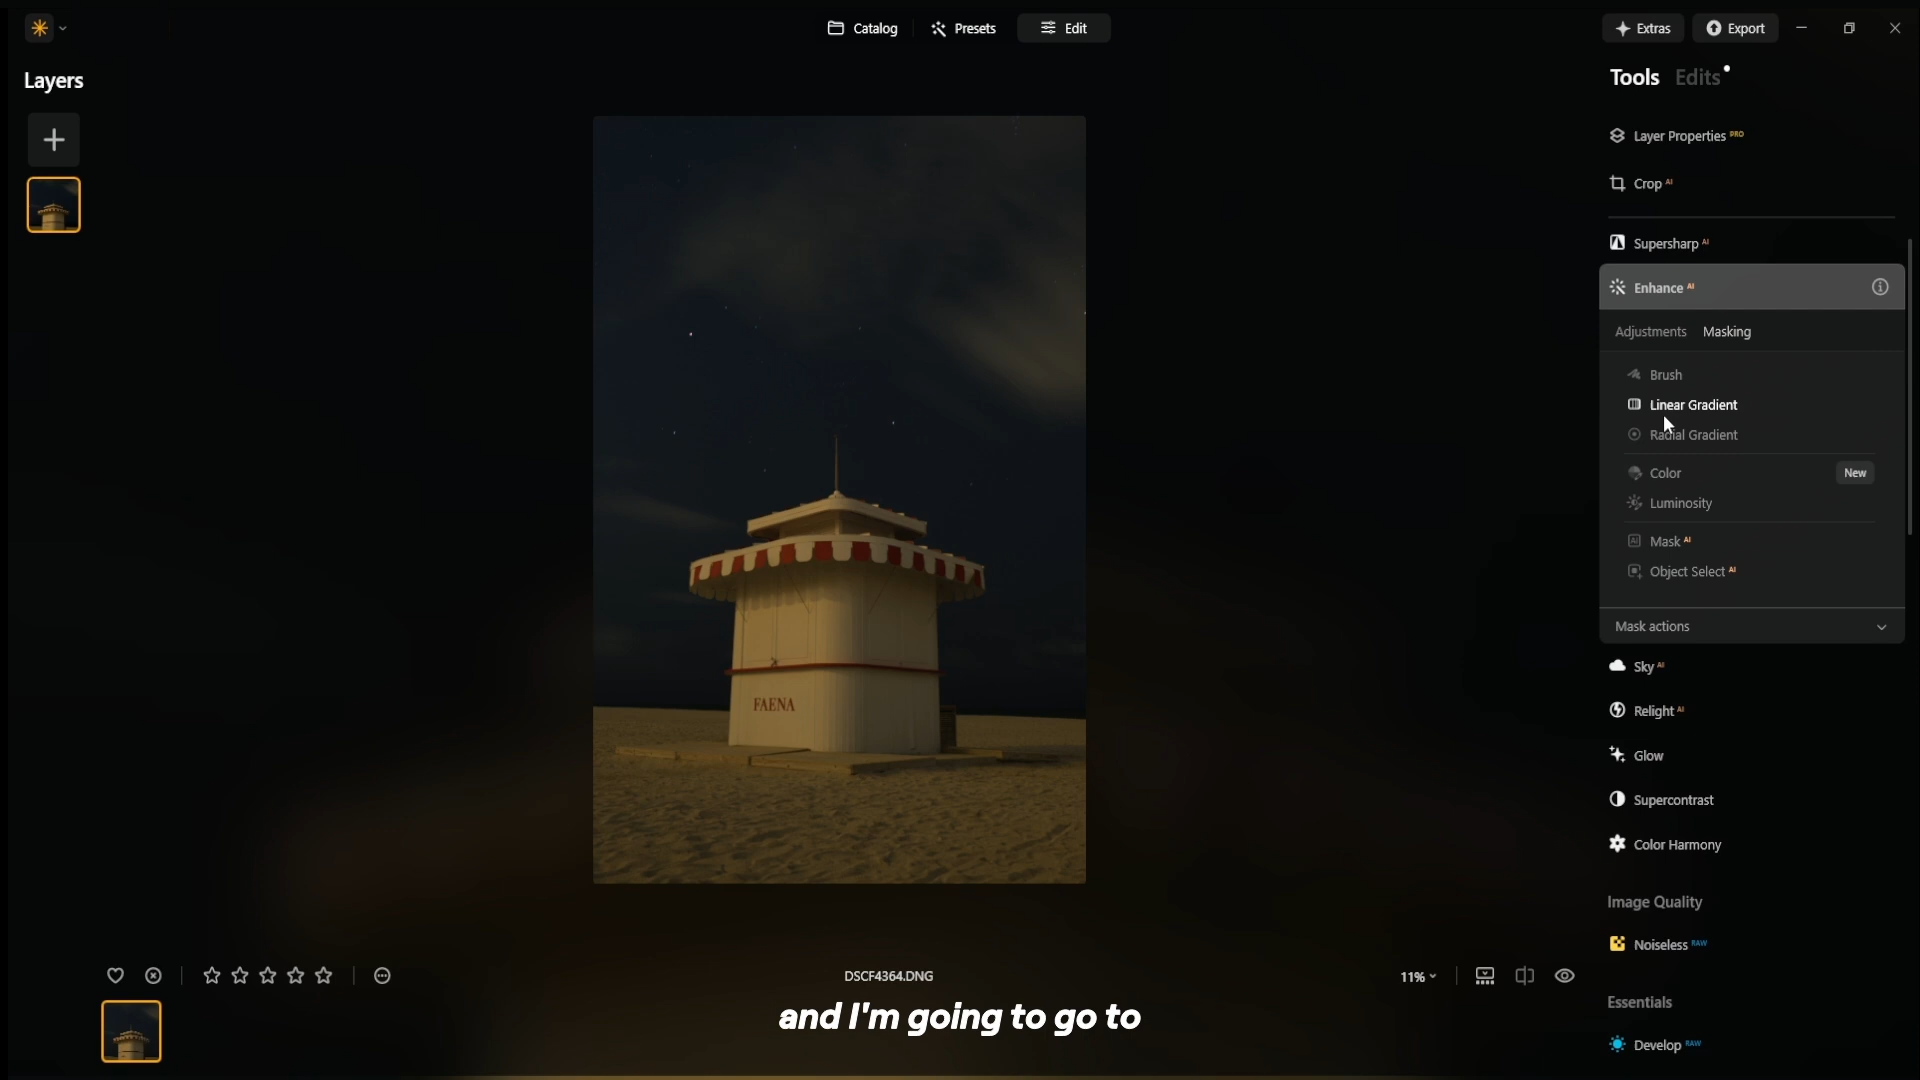 Catalog
Presets
Edit
Extras
Export
Layers
Tools Edits
Layer Properties PRO
Crop AI
Supersharp AI
Enhance AI
Adjustments Masking
Brush
Linear Gradient
Radial Gradient
Color New
Luminosity
Mask AI
Object Select AI
Mask actions
Sky AI
Relight AI
Glow
Supercontrast
Color Harmony
Image Quality
Noiseless RAW
Essentials
Develop RAW
FAENA
DSCF4364.DNG
11%
and I'm going to go to